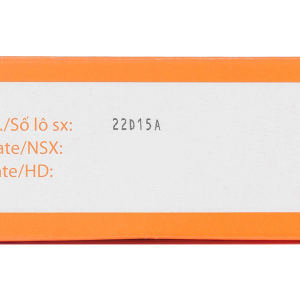 ./Số lô sx: 22D15A
ate/NSX:
ate/HD: